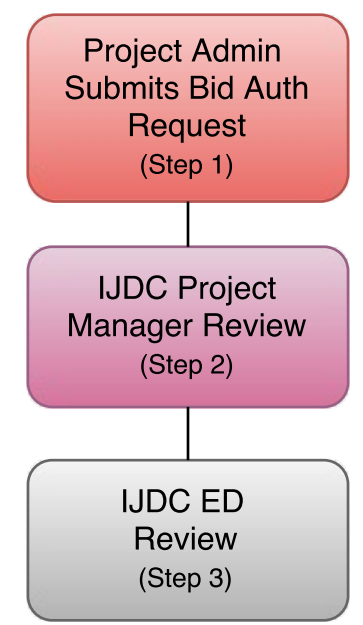 Project Admin
Submits Bid Auth
Request
(Step 1)
IJDC Project
Manager Review
(Step 2)
IJDC ED
Review
(Step 3)